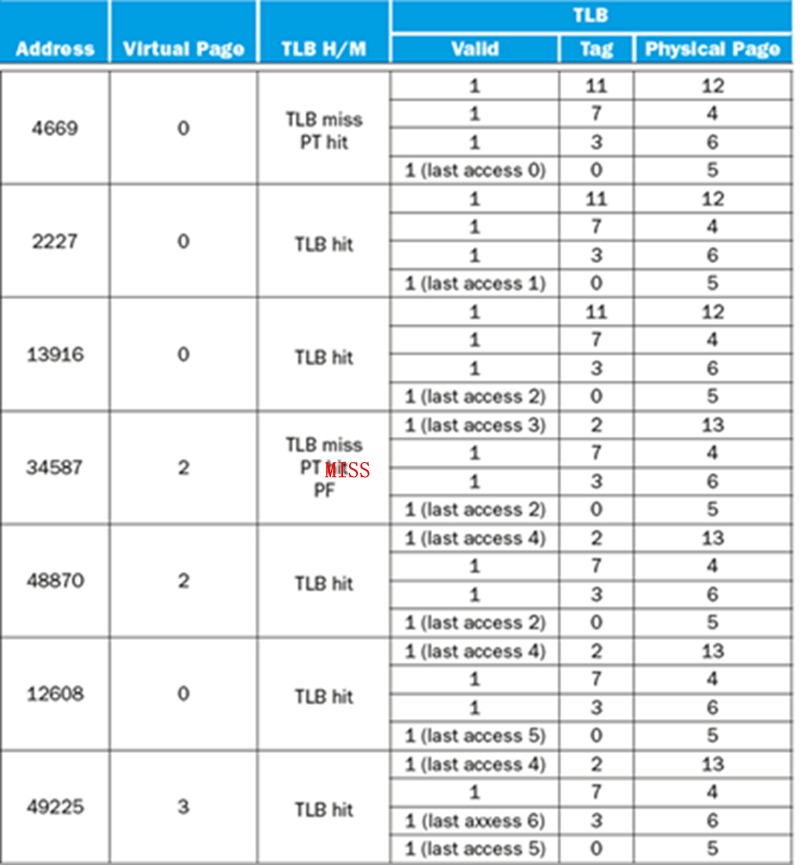 TLB
Address Virtual Page TLB H/M Valid Tag Physical Page
1 11 12
1 7 4
4669 0 TLB miss PT hit
1 3 6
1 (last access 0) 0 5
1 11 12
1 7 4
2227 0 TLB hit
1 3 6
1 (last access 1) 0 5
1 11 12
1 7 4
13916 0 TLB hit
1 3 6
1 (last access 2) 0 5
1 (last access 3) 2 13
1 7 4
34587 2 TLB miss PT hit MISS PF
1 3 6
1 (last access 2) 0 5
1 (last access 4) 2 13
1 7 4
48870 2 TLB hit
1 3 6
1 (last access 2) 0 5
1 (last access 4) 2 13
1 7 4
12608 0 TLB hit
1 3 6
1 (last access 5) 0 5
1 (last access 4) 2 13
1 7 4
49225 3 TLB hit
1 (last axxess 6) 3 6
1 (last access 5) 0 5